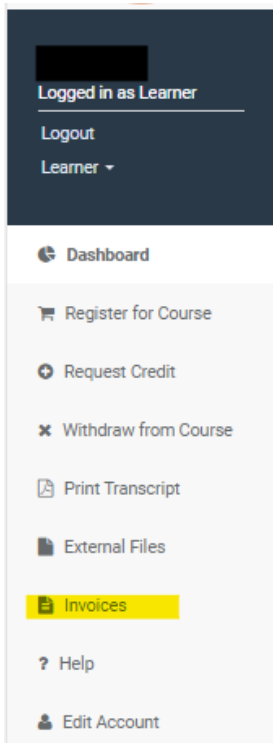 Logged in as Learner
Logout
Learner
Dashboard
Register for Course
Request Credit
Withdraw from Course
Print Transcript
External Files
Invoices
? Help
Edit Account